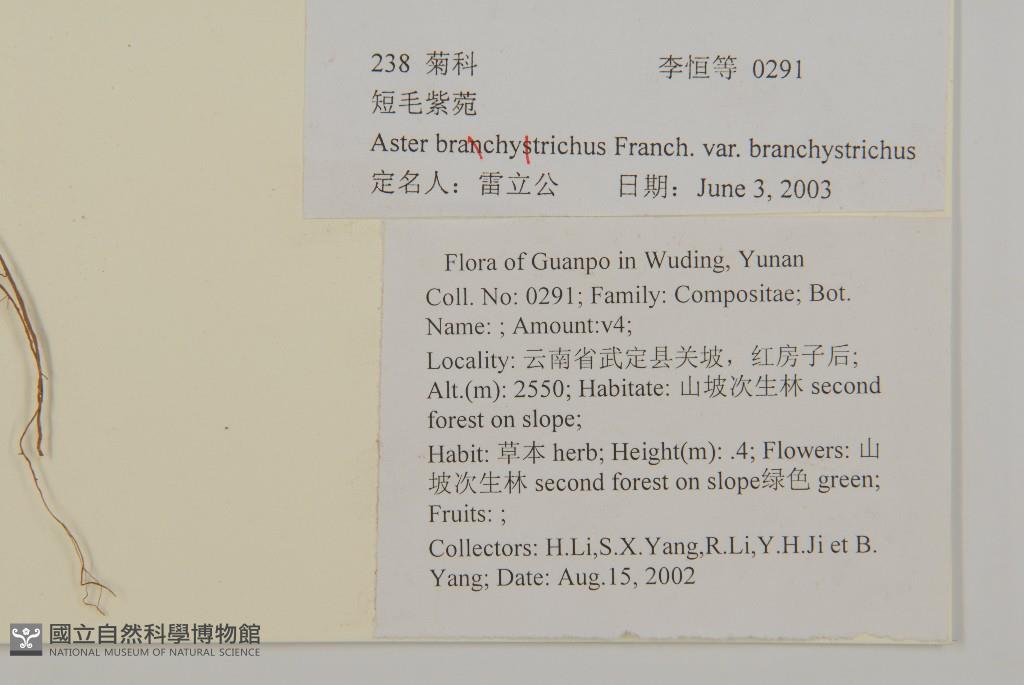 238 菊科 李恒等 0291
短毛紫菀
Aster branchystrichus Franch. var. branchystrichus
定名人：雷立公 日期：June 3, 2003
Flora of Guanpo in Wuding, Yunan
Coll. No: 0291; Family: Compositae; Bot.
Name: ; Amount:v4;
Locality: 云南省武定县关坡，红房子后;
Alt.(m): 2550; Habitate: 山坡次生林 second
forest on slope;
Habit: 草本 herb; Height(m): .4; Flowers: 山
坡次生林 second forest on slope绿色 green;
Fruits: ;
Collectors: H.Li,S.X.Yang,R.Li,Y.H.Ji et B.
Yang; Date: Aug.15, 2002
國立自然科學博物館
NATIONAL MUSEUM OF NATURAL SCIENCE